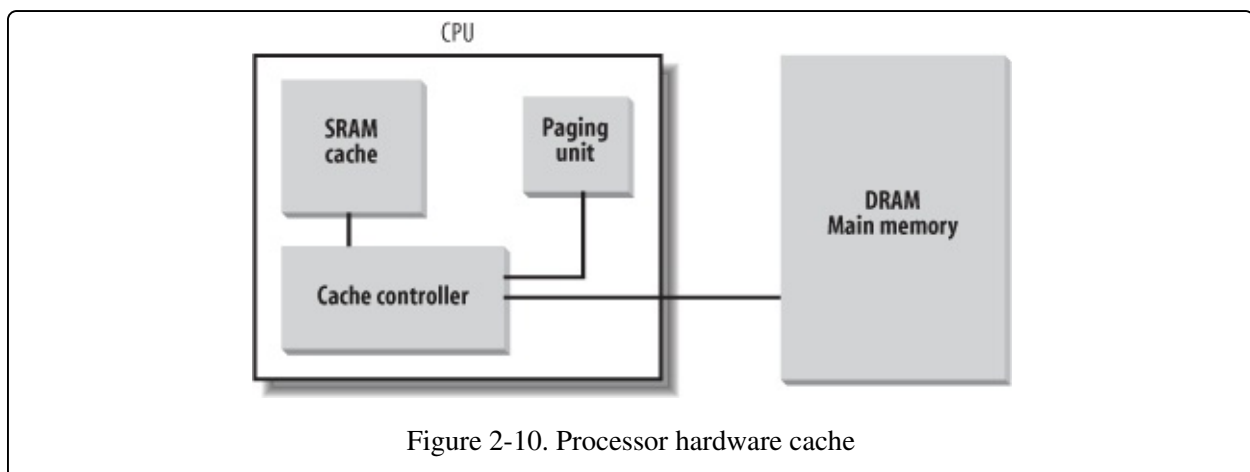 CPU
SRAM
cache
Paging
unit
Cache controller
DRAM
Main memory
Figure 2-10. Processor hardware cache